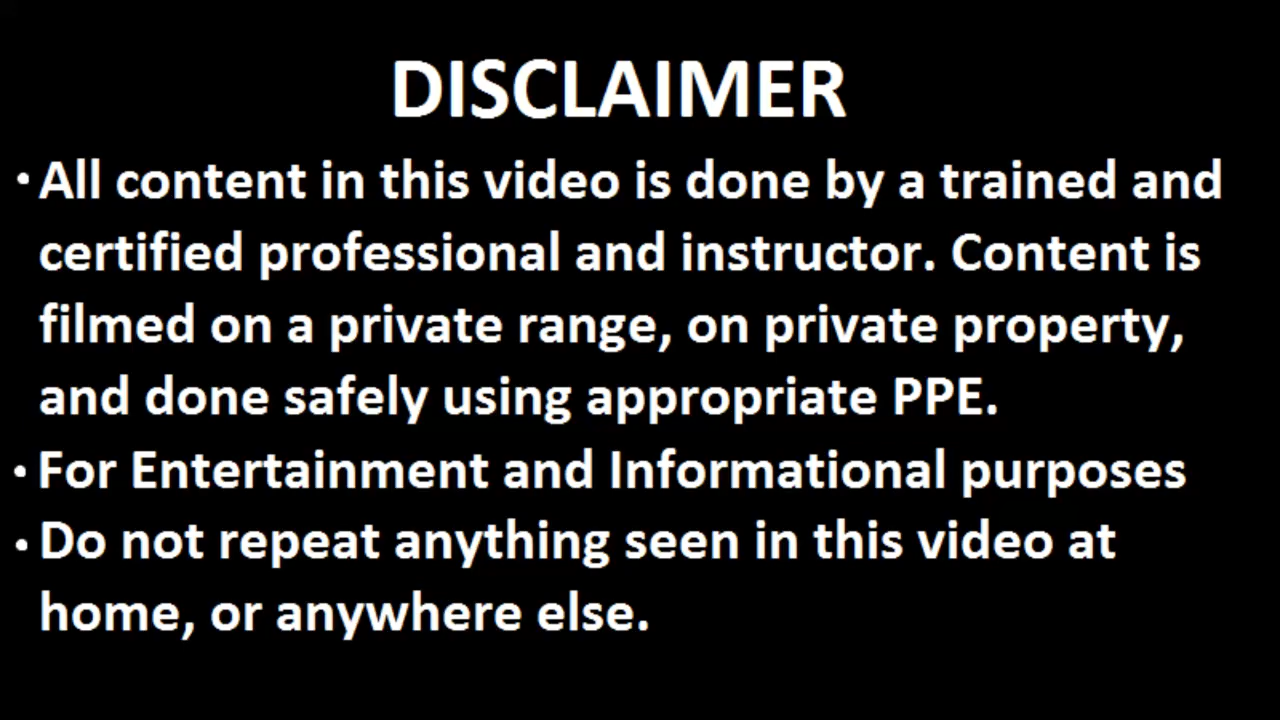 DISCLAIMER
• All content in this video is done by a trained and
certified professional and instructor. Content is
filmed on a private range, on private property,
and done safely using appropriate PPE.
• For Entertainment and Informational purposes
• Do not repeat anything seen in this video at
home, or anywhere else.